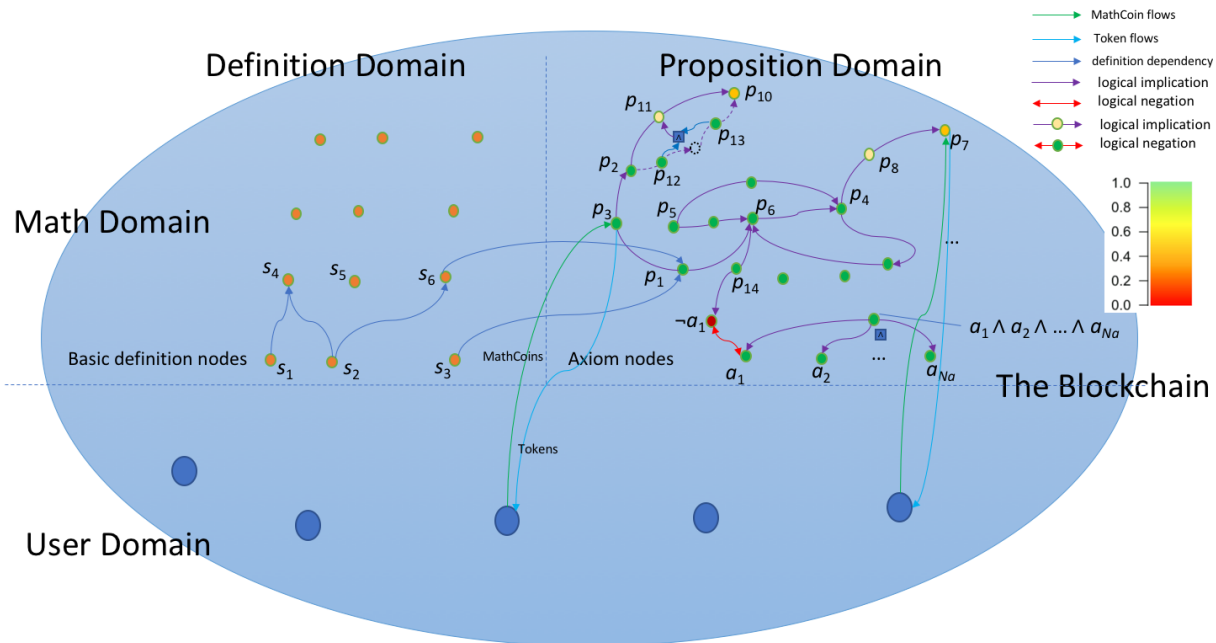 MathCoin flows
Token flows
definition dependency
logical implication
logical negation
logical implication
logical negation
Definition Domain
Proposition Domain
p10
p11
p13
p7
p2
p12
p8
1.0
0.8
0.6
0.4
0.2
0.0
Math Domain
p3
p5
p6
p4
...
s4
s5
s6
p1
p14
¬a1
a1 ∧ a2 ∧ ... ∧ aNa
∧
∧
Basic definition nodes
s1
s2
s3
MathCoins
Axiom nodes
a1
a2
...
aNa
The Blockchain
Tokens
User Domain